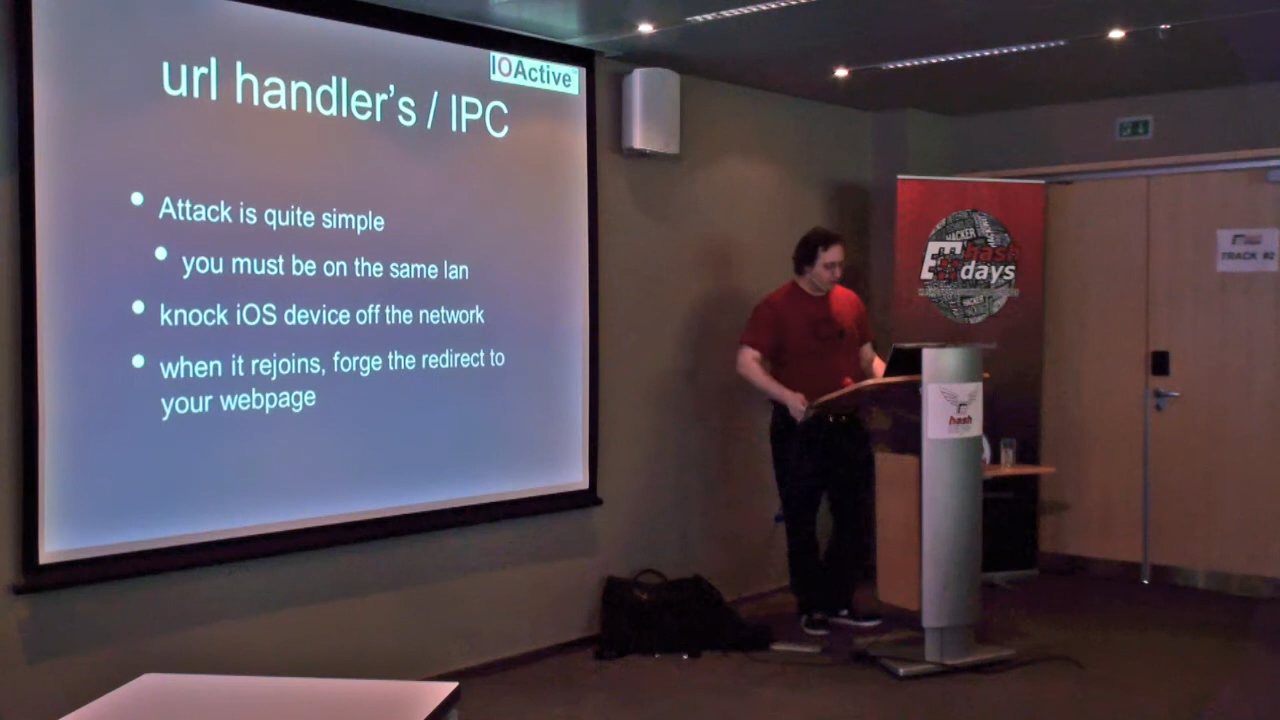 IOActive
url handler's / IPC
Attack is quite simple
you must be on the same lan
knock iOS device off the network
when it rejoins, forge the redirect to
your webpage
HACKER
hash
days
hash
TRACK #2